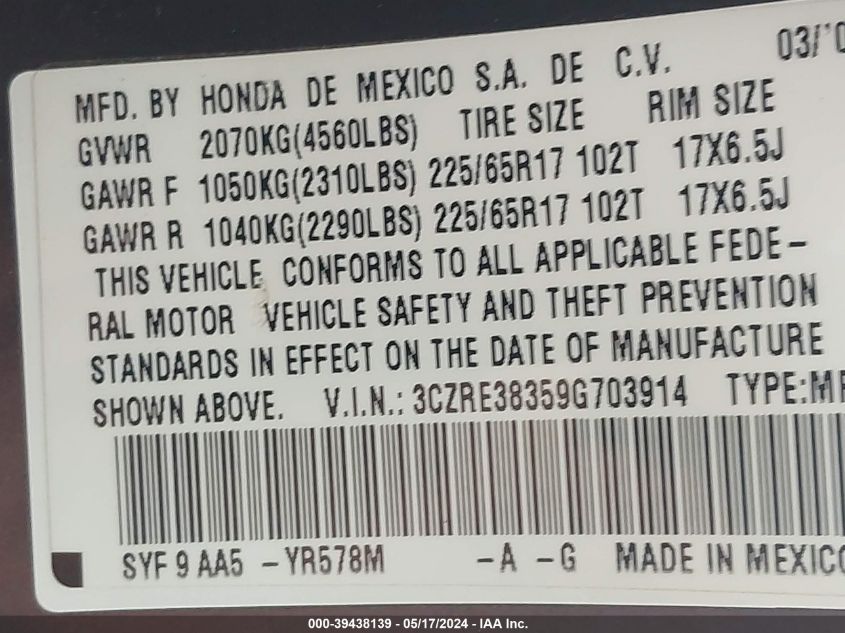 MFD. BY HONDA DE MEXICO S.A. DE C.V. 03/'0
GVWR 2070KG(4560LBS) TIRE SIZE RIM SIZE
GAWR F 1050KG(2310LBS) 225/65R17 102T 17X6.5J
GAWR R 1040KG(2290LBS) 225/65R17 102T 17X6.5J
THIS VEHICLE CONFORMS TO ALL APPLICABLE FEDE-
RAL MOTOR VEHICLE SAFETY AND THEFT PREVENTION
STANDARDS IN EFFECT ON THE DATE OF MANUFACTURE
SHOWN ABOVE. V.I.N.: 3CZRE38359G703914 TYPE:MP
SYF 9 AA5 -YR578M -A -G MADE IN MEXICO
000-39438139 - 05/17/2024 - IAA Inc.